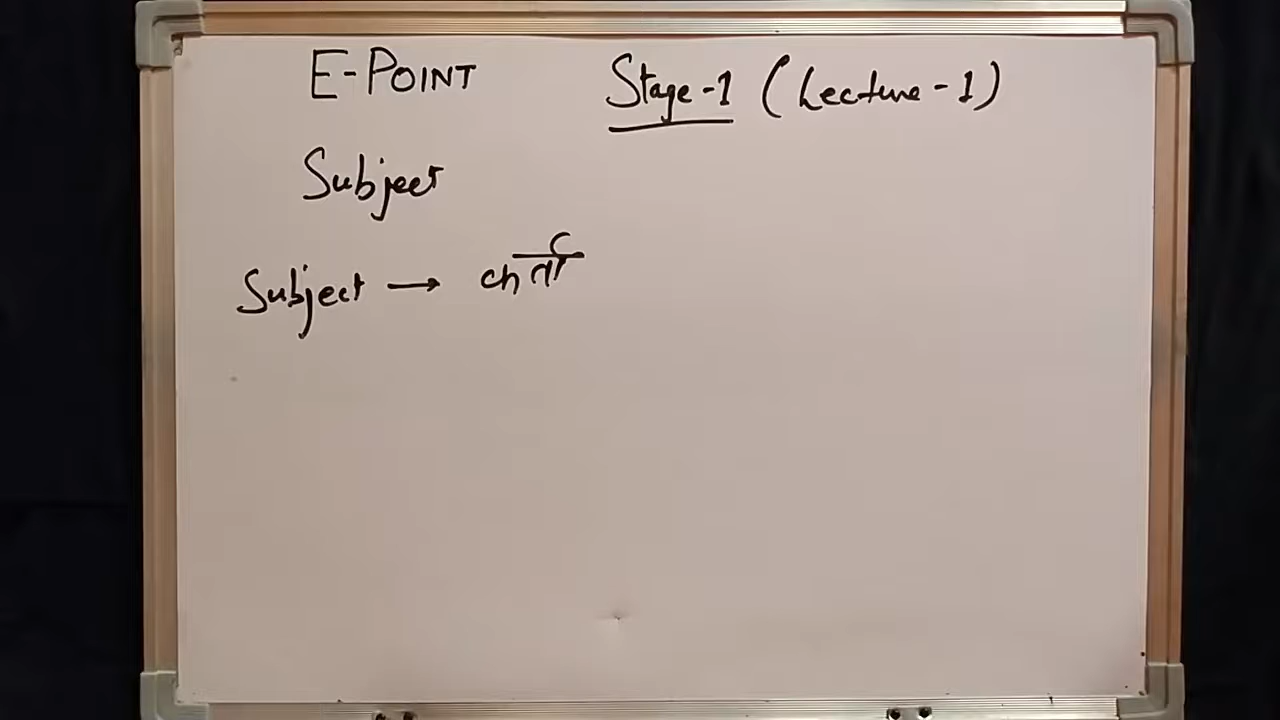 E-POINT Stage-1 (Lecture-1)
Subject
Subject → कर्ता